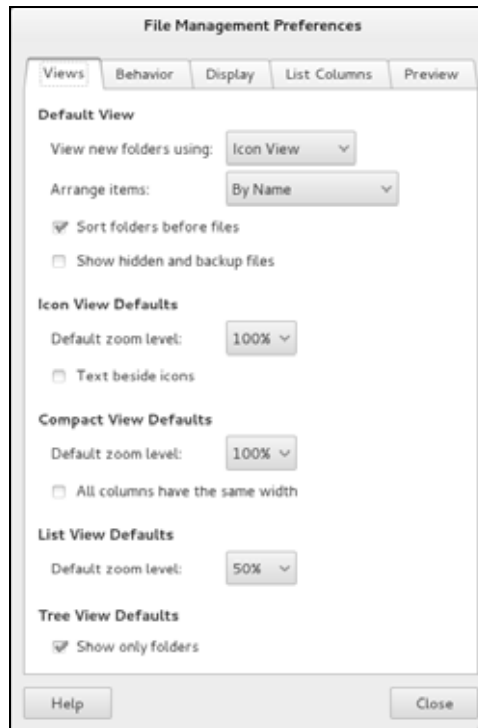 File Management Preferences
Views Behavior Display List Columns Preview
Default View
View new folders using: Icon View
Arrange items: By Name
Sort folders before files
Show hidden and backup files
Icon View Defaults
Default zoom level: 100%
Text beside icons
Compact View Defaults
Default zoom level: 100%
All columns have the same width
List View Defaults
Default zoom level: 50%
Tree View Defaults
Show only folders
Help Close